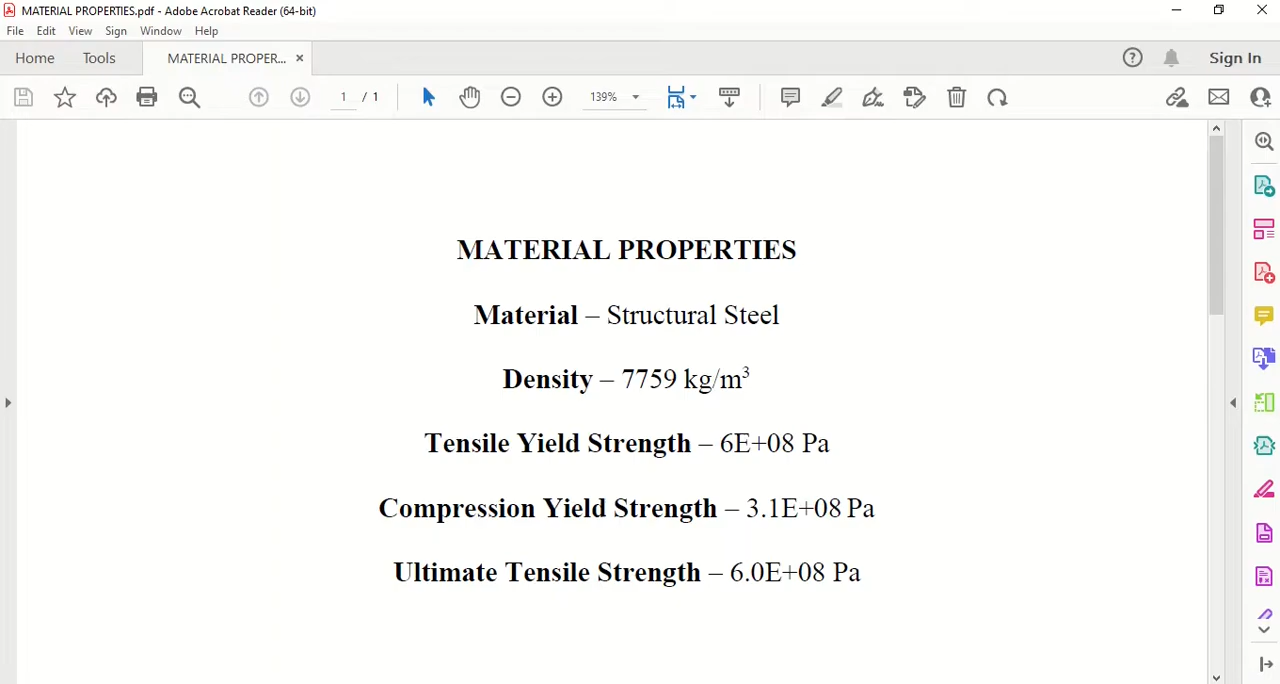 MATERIAL PROPERTIES.pdf - Adobe Acrobat Reader (64-bit)
File Edit View Sign Window Help
Home Tools MATERIAL PROPER... × Sign In
1 / 1 139%
MATERIAL PROPERTIES
Material – Structural Steel
Density – 7759 kg/m³
Tensile Yield Strength – 6E+08 Pa
Compression Yield Strength – 3.1E+08 Pa
Ultimate Tensile Strength – 6.0E+08 Pa